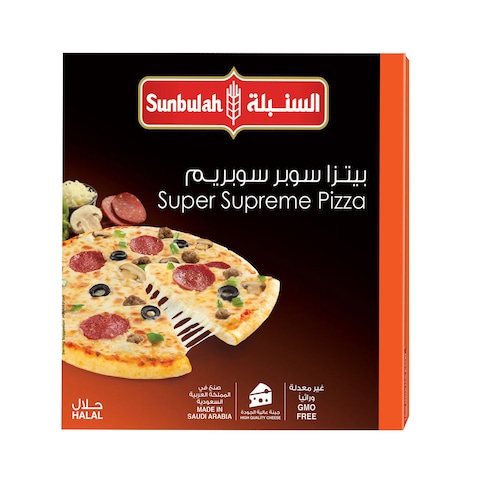 Sunbulah السنبلة
بيتزا سوبر سوبريم
Super Supreme Pizza
حلال
HALAL
صنع في
المملكة العربية
السعودية
MADE IN
SAUDI ARABIA
جبنة عالية الجودة
HIGH QUALITY CHEESE
غير معدلة
وراثياً
GMO
FREE